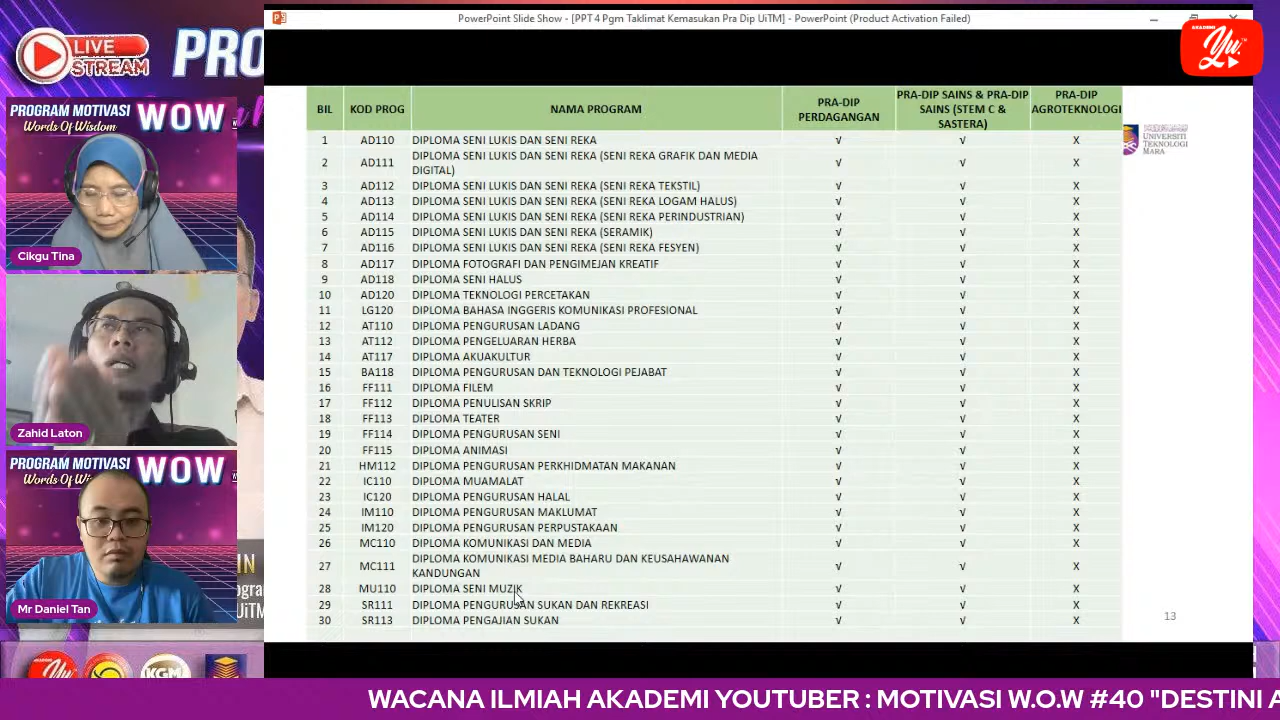 PowerPoint Slide Show - [PPT 4 Pgm Taklimat Kemasukan Pra Dip UiTM] - PowerPoint (Product Activation Failed)
LIVE
STREAM
PRO
AKADEMI
Yu
PROGRAM MOTIVASI WOW
Words Of Wisdom
Cikgu Tina
Zahid Laton
PROGRAM MOTIVASI WOW
Mr Daniel Tan
BIL KOD PROG NAMA PROGRAM PRA-DIP PERDAGANGAN PRA-DIP SAINS & PRA-DIP SAINS (STEM C & SASTERA) PRA-DIP AGROTEKNOLOGI
1 AD110 DIPLOMA SENI LUKIS DAN SENI REKA √ √ X
2 AD111 DIPLOMA SENI LUKIS DAN SENI REKA (SENI REKA GRAFIK DAN MEDIA DIGITAL) √ √ X
3 AD112 DIPLOMA SENI LUKIS DAN SENI REKA (SENI REKA TEKSTIL) √ √ X
4 AD113 DIPLOMA SENI LUKIS DAN SENI REKA (SENI REKA LOGAM HALUS) √ √ X
5 AD114 DIPLOMA SENI LUKIS DAN SENI REKA (SENI REKA PERINDUSTRIAN) √ √ X
6 AD115 DIPLOMA SENI LUKIS DAN SENI REKA (SERAMIK) √ √ X
7 AD116 DIPLOMA SENI LUKIS DAN SENI REKA (SENI REKA FESYEN) √ √ X
8 AD117 DIPLOMA FOTOGRAFI DAN PENGIMEJAN KREATIF √ √ X
9 AD118 DIPLOMA SENI HALUS √ √ X
10 AD120 DIPLOMA TEKNOLOGI PERCETAKAN √ √ X
11 LG120 DIPLOMA BAHASA INGGERIS KOMUNIKASI PROFESIONAL √ √ X
12 AT110 DIPLOMA PENGURUSAN LADANG √ √ X
13 AT112 DIPLOMA PENGELUARAN HERBA √ √ X
14 AT117 DIPLOMA AKUAKULTUR √ √ X
15 BA118 DIPLOMA PENGURUSAN DAN TEKNOLOGI PEJABAT √ √ X
16 FF111 DIPLOMA FILEM √ √ X
17 FF112 DIPLOMA PENULISAN SKRIP √ √ X
18 FF113 DIPLOMA TEATER √ √ X
19 FF114 DIPLOMA PENGURUSAN SENI √ √ X
20 FF115 DIPLOMA ANIMASI √ √ X
21 HM112 DIPLOMA PENGURUSAN PERKHIDMATAN MAKANAN √ √ X
22 IC110 DIPLOMA MUAMALAT √ √ X
23 IC120 DIPLOMA PENGURUSAN HALAL √ √ X
24 IM110 DIPLOMA PENGURUSAN MAKLUMAT √ √ X
25 IM120 DIPLOMA PENGURUSAN PERPUSTAKAAN √ √ X
26 MC110 DIPLOMA KOMUNIKASI DAN MEDIA √ √ X
27 MC111 DIPLOMA KOMUNIKASI MEDIA BAHARU DAN KEUSAHAWANAN KANDUNGAN √ √ X
28 MU110 DIPLOMA SENI MUZIK √ √ X
29 SR111 DIPLOMA PENGURUSAN SUKAN DAN REKREASI √ √ X
30 SR113 DIPLOMA PENGAJIAN SUKAN √ √ X
UNIVERSITI
TEKNOLOGI
MARA
13
KGM
WACANA ILMIAH AKADEMI YOUTUBER : MOTIVASI W.O.W #40 "DESTINI A